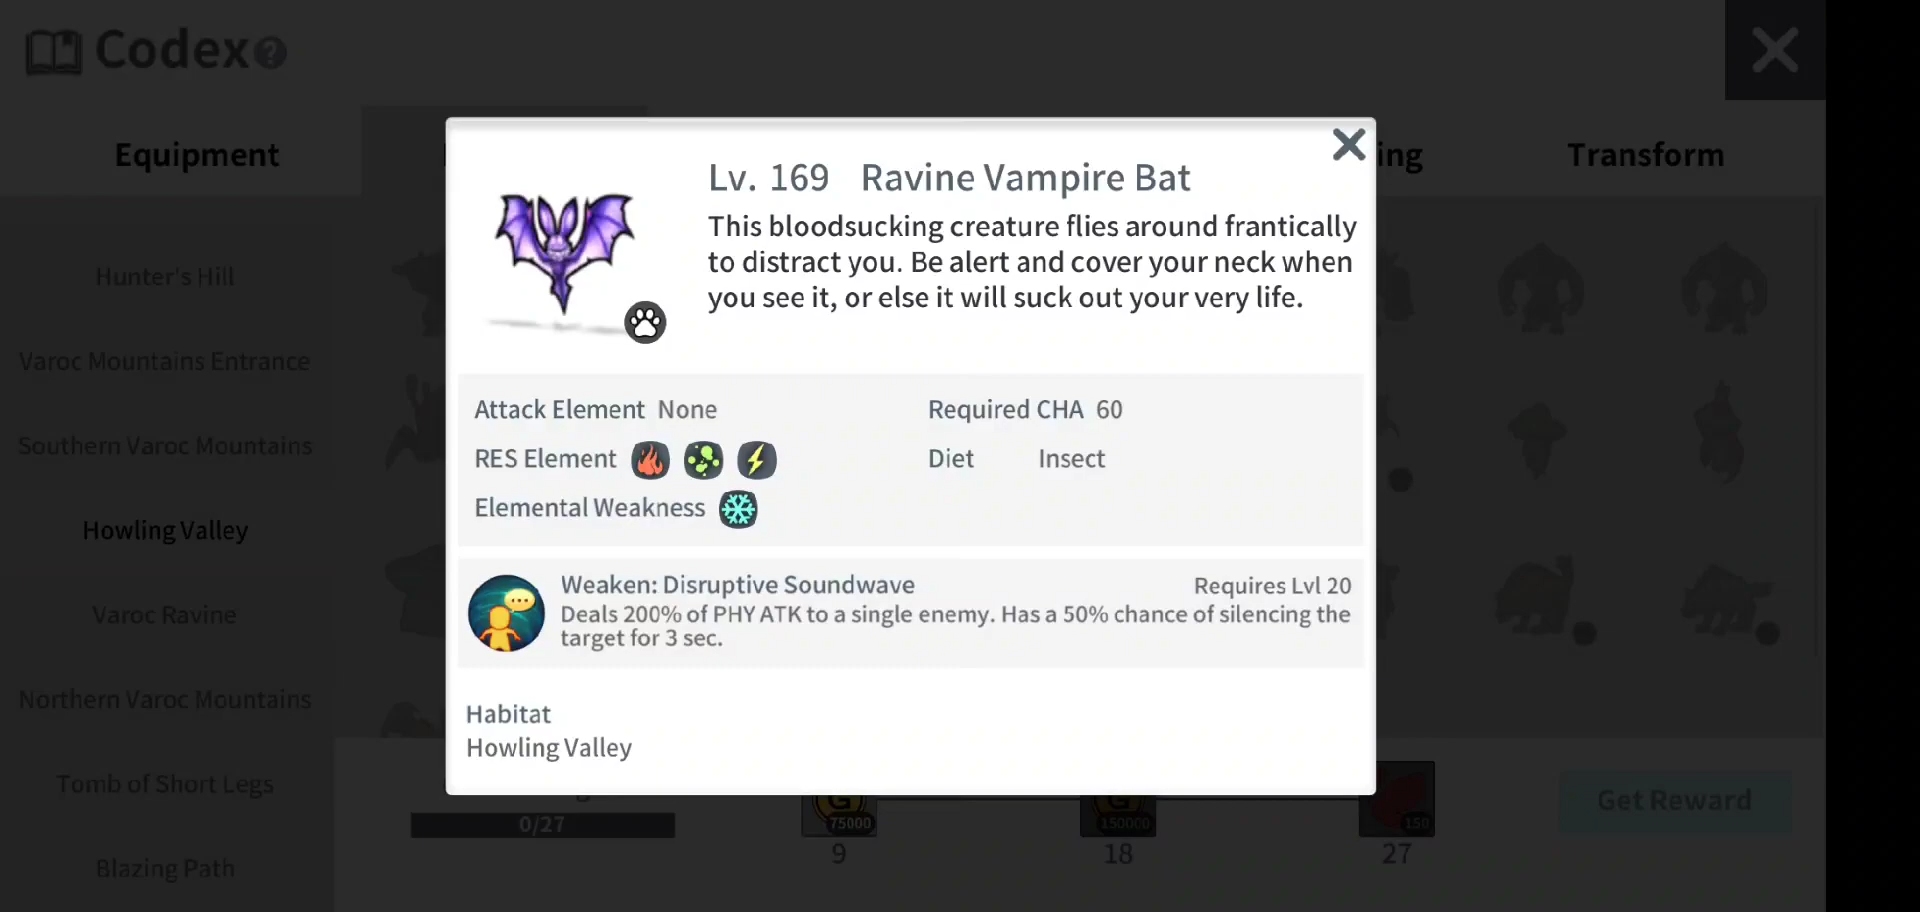 Codex ?
Equipment
ing
Transform
Lv. 169 Ravine Vampire Bat
This bloodsucking creature flies around frantically
to distract you. Be alert and cover your neck when
you see it, or else it will suck out your very life.
Attack Element None
Required CHA 60
RES Element
Diet Insect
Elemental Weakness
Weaken: Disruptive Soundwave
Requires Lvl 20
Deals 200% of PHY ATK to a single enemy. Has a 50% chance of silencing the
target for 3 sec.
Habitat
Howling Valley
Hunter's Hill
Varoc Mountains Entrance
Southern Varoc Mountains
Howling Valley
Varoc Ravine
Northern Varoc Mountains
Tomb of Short Legs
Blazing Path
0/27
G
75000
9
G
150000
18
150
27
Get Reward